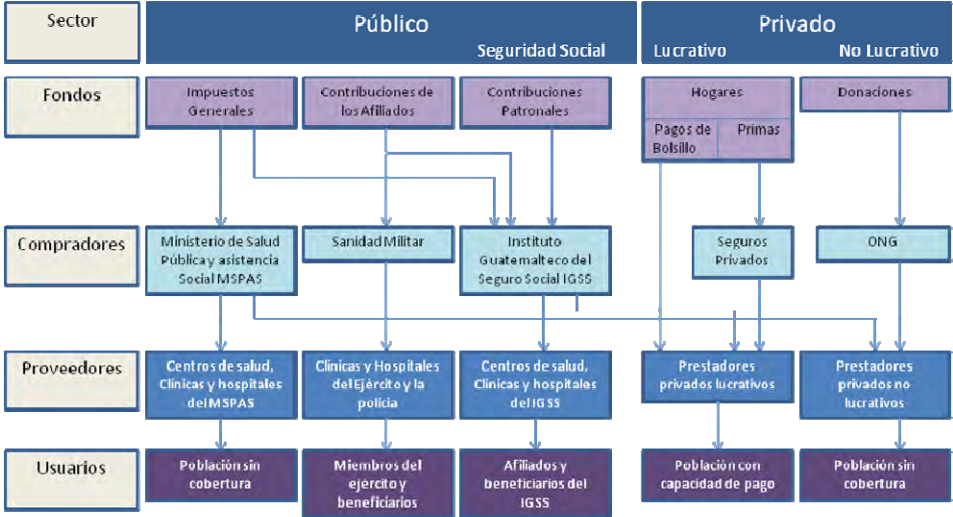 Sector
Público
Privado
Seguridad Social
Lucrativo
No Lucrativo
Fondos
Impuestos
Generales
Contribuciones de
los Afiliados
Contribuciones
Patronales
Hogares
Pagos de
Bolsillo
Primas
Donaciones
Compradores
Ministerio de Salud
Pública y asistencia
Social MSPAS
Sanidad Militar
Instituto
Guatemalteco del
Seguro Social IGSS
Seguros
Privados
ONG
Proveedores
Centros de salud,
Clínicas y hospitales
del MSPAS
Clínicas y Hospitales
del Ejército y la
policía
Centros de salud,
Clínicas y hospitales
del IGSS
Prestadores
privados lucrativos
Prestadores
privados no
lucrativos
Usuarios
Población sin
cobertura
Miembros del
ejército y
beneficiarios
Afiliados y
beneficiarios del
IGSS
Población con
capacidad de pago
Población sin
cobertura